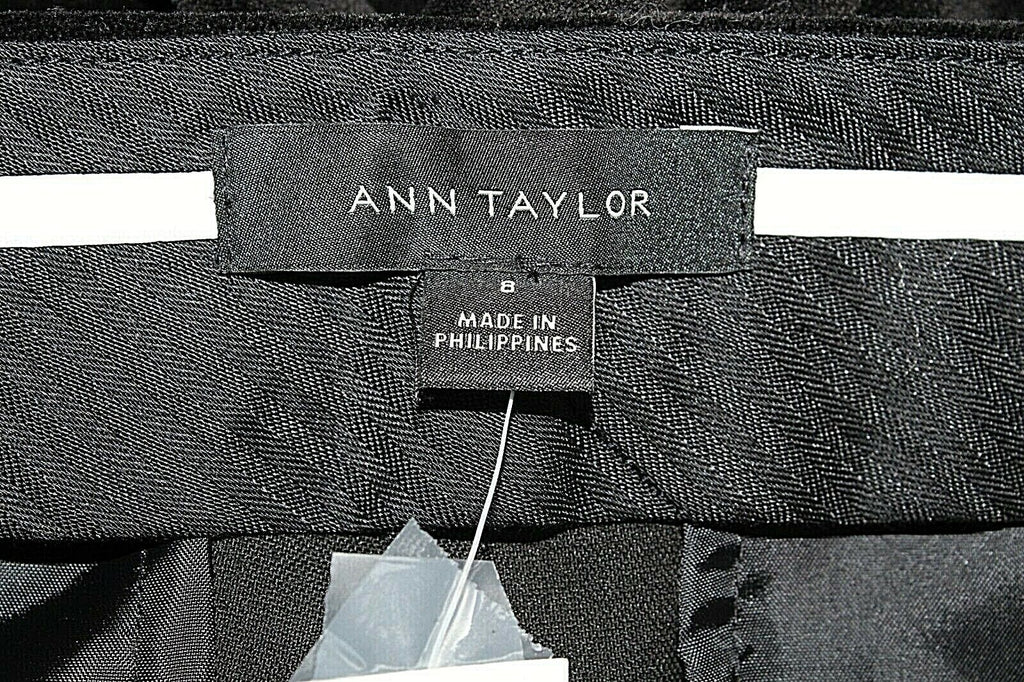 ANN TAYLOR
8
MADE IN
PHILIPPINES